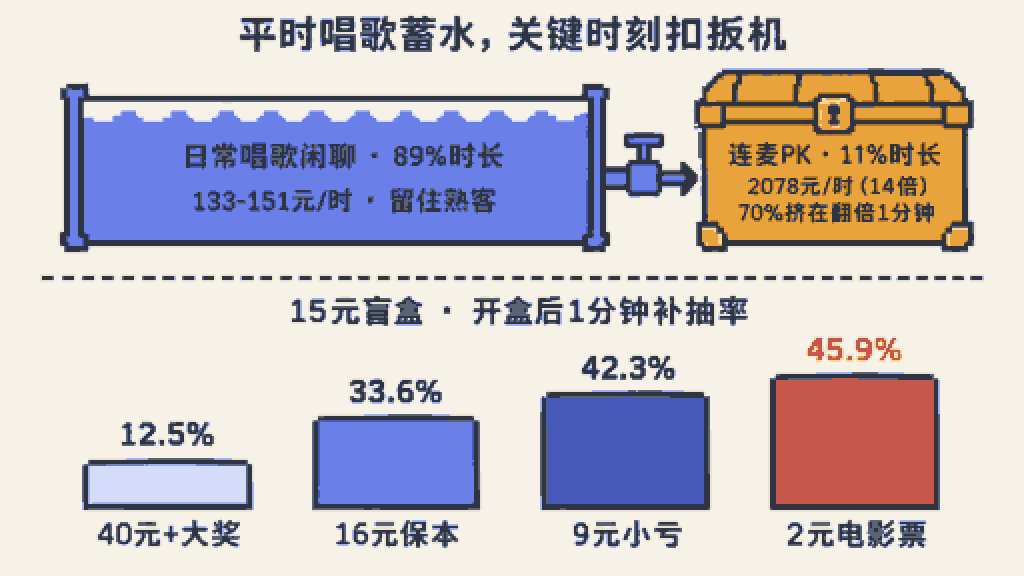 平时唱歌蓄水，关键时刻扣扳机
日常唱歌闲聊 · 89%时长
133-151元/时 · 留住熟客
连麦PK · 11%时长
2078元/时（14倍）
70%挤在翻倍1分钟
15元盲盒 · 开盒后1分钟补抽率
12.5%
33.6%
42.3%
45.9%
40元+大奖
16元保本
9元小亏
2元电影票